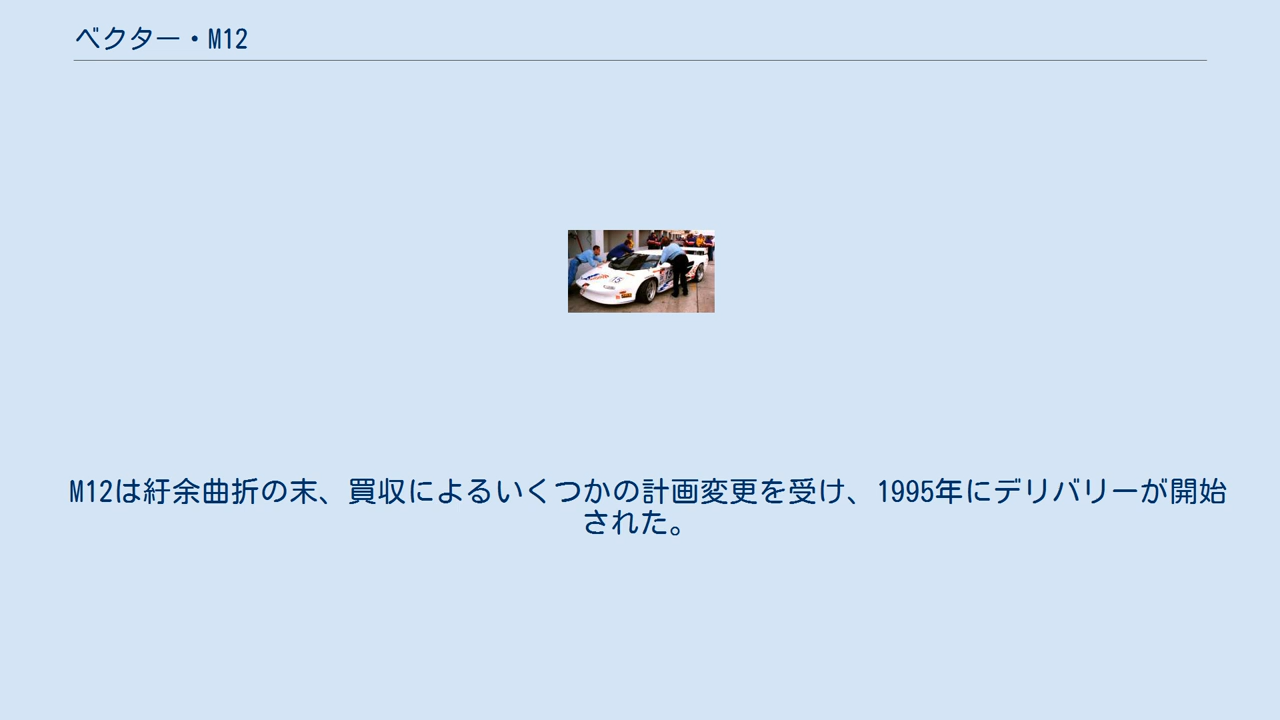 ベクター・M12
M12は紆余曲折の末、買収によるいくつかの計画変更を受け、1995年にデリバリーが開始
された。